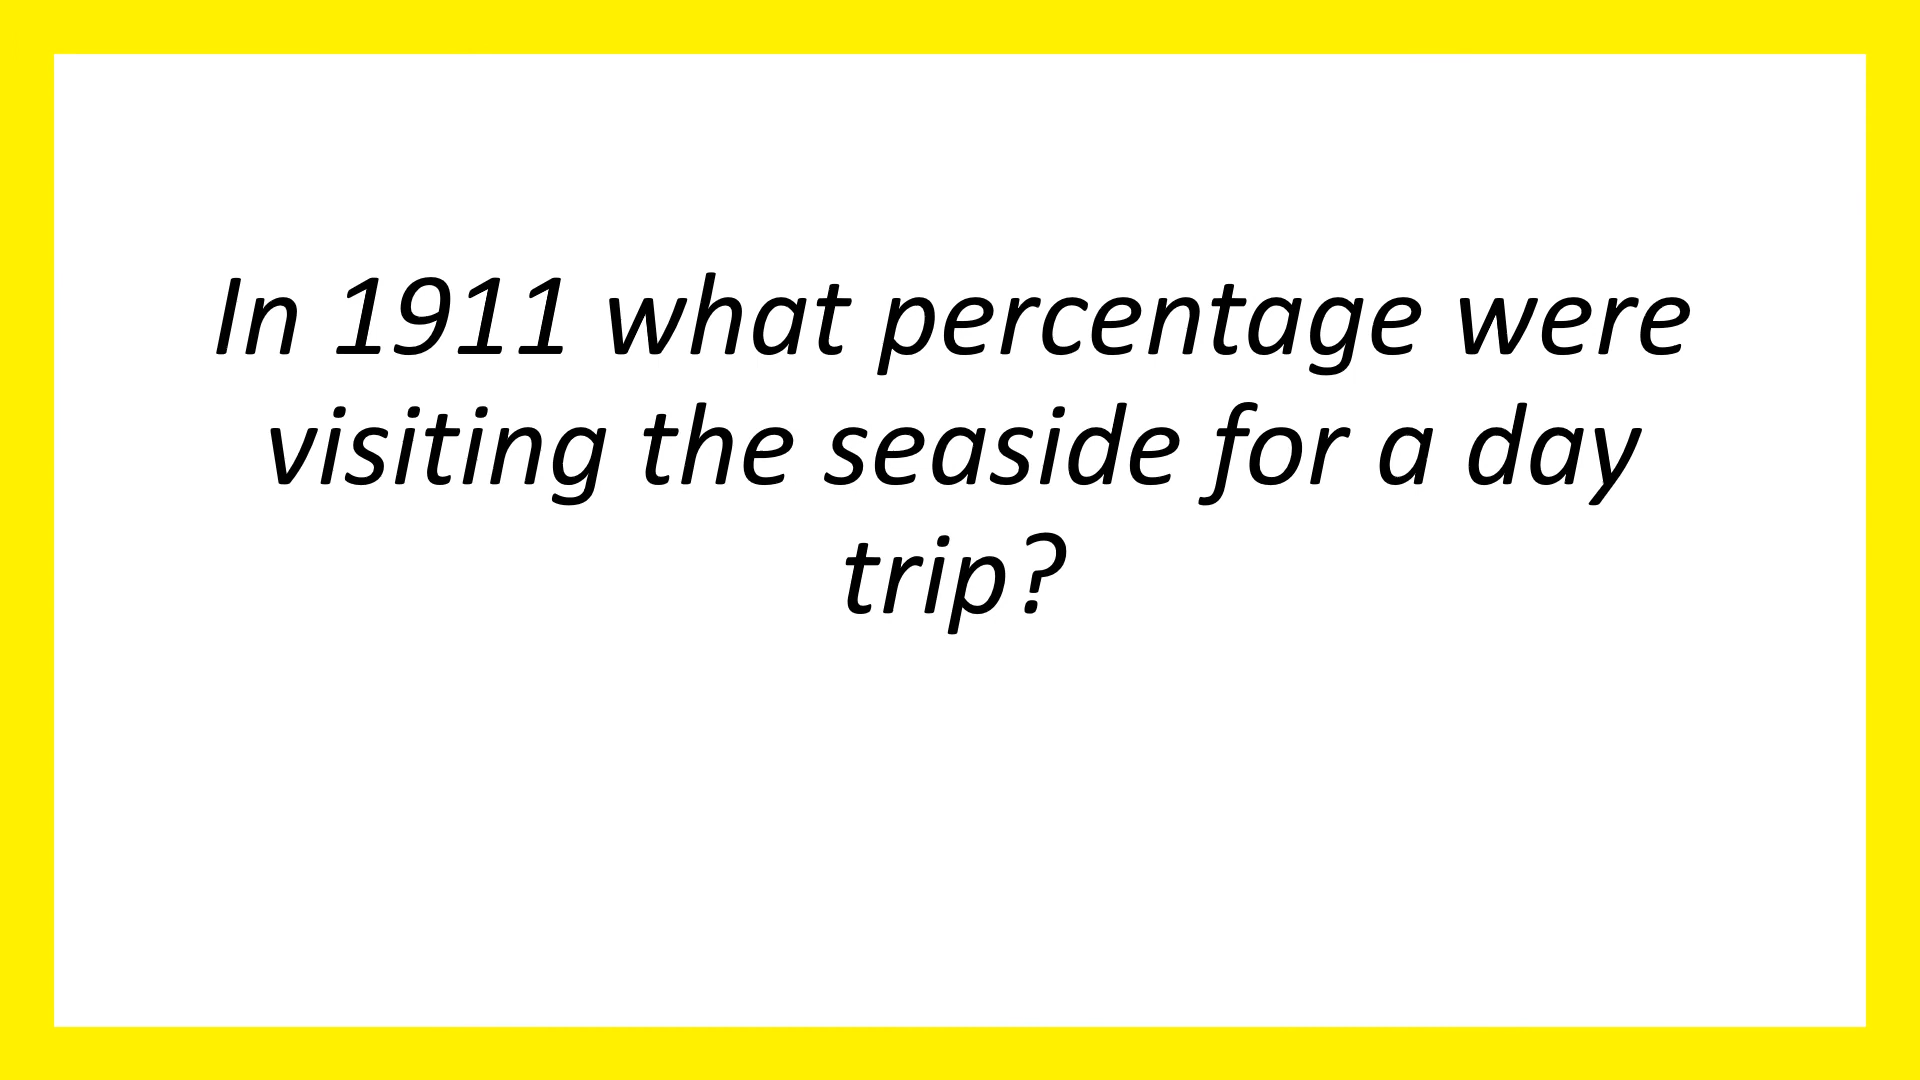 In 1911 what percentage were
visiting the seaside for a day
trip?